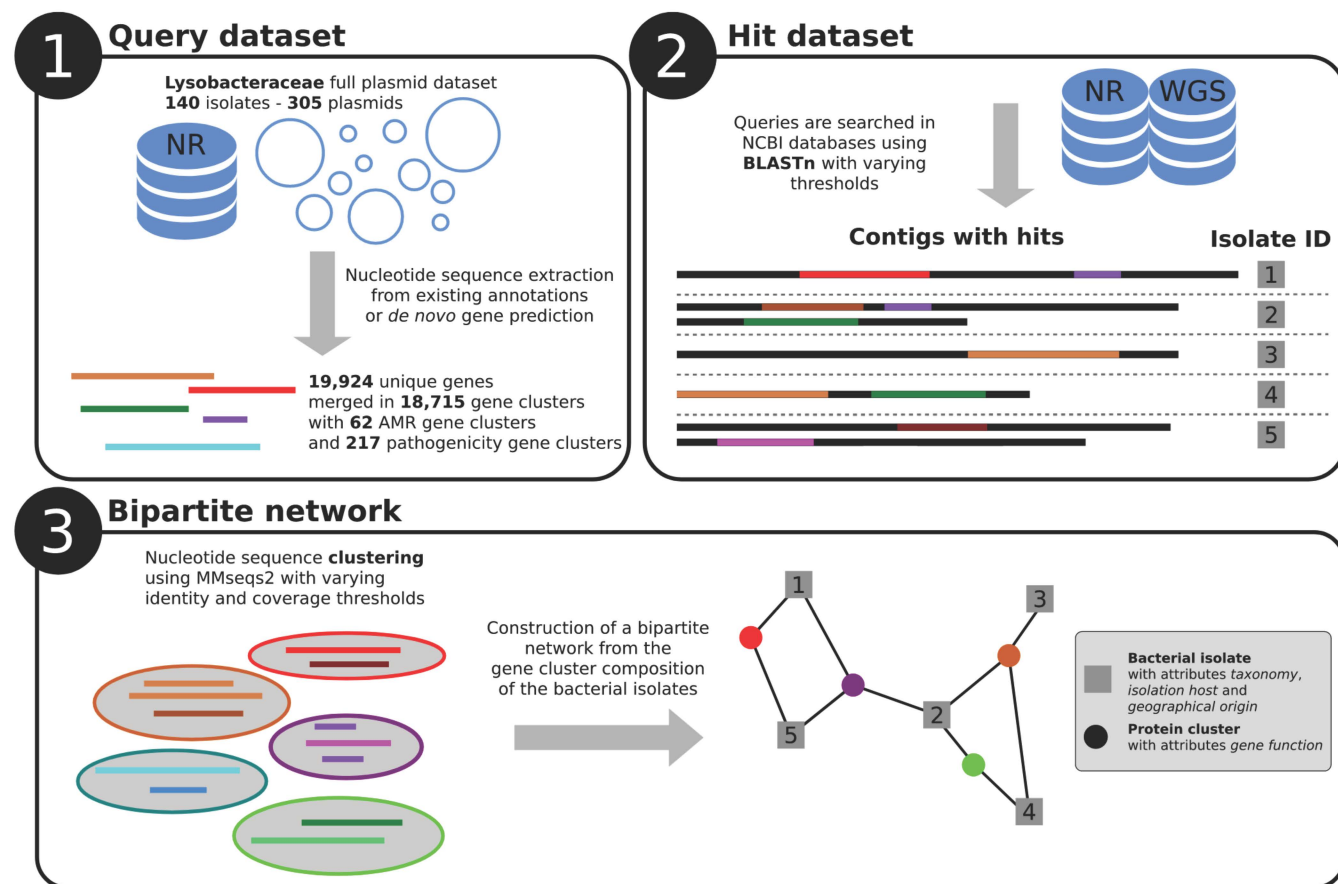 1
Query dataset
Lysobacteraceae full plasmid dataset
140 isolates - 305 plasmids
NR
Nucleotide sequence extraction
from existing annotations
or de novo gene prediction
19,924 unique genes
merged in 18,715 gene clusters
with 62 AMR gene clusters
and 217 pathogenicity gene clusters
2
Hit dataset
NR
WGS
Queries are searched in
NCBI databases using
BLASTn with varying
thresholds
Contigs with hits
Isolate ID
1
2
3
4
5
3
Bipartite network
Nucleotide sequence clustering
using MMseqs2 with varying
identity and coverage thresholds
Construction of a bipartite
network from the
gene cluster composition
of the bacterial isolates
1
3
2
5
4
Bacterial isolate
with attributes taxonomy,
isolation host and
geographical origin
Protein cluster
with attributes gene function